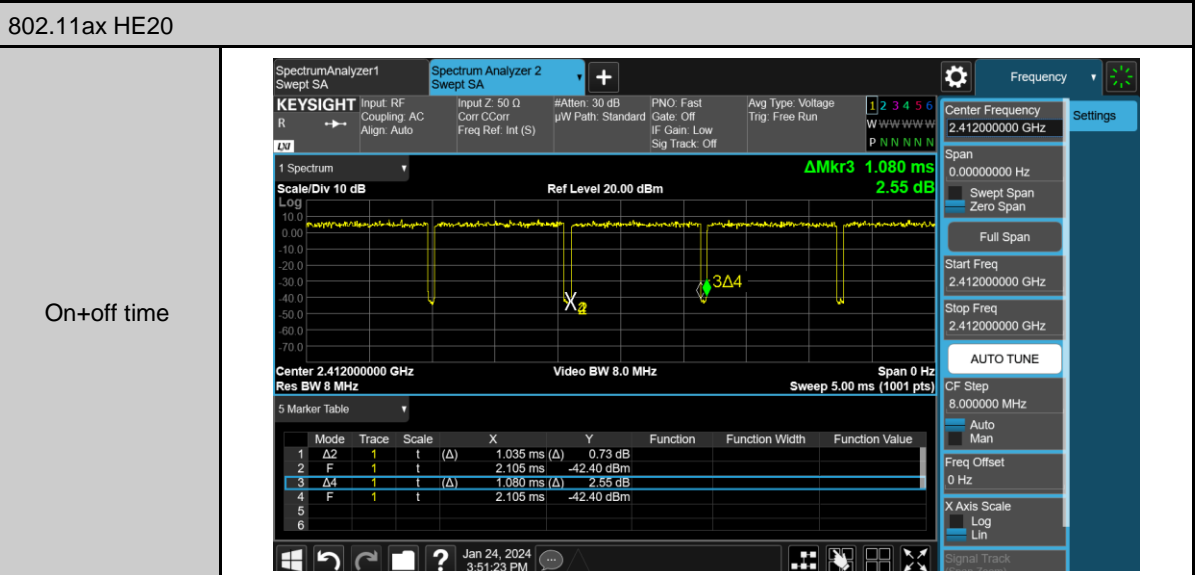 802.11ax HE20
On+off time
SpectrumAnalyzer1
Swept SA
Spectrum Analyzer 2
Swept SA
Frequency
KEYSIGHT
R
LXI
Input: RF
Coupling: AC
Align: Auto
Input Z: 50 Ω
Corr CCorr
Freq Ref: Int (S)
#Atten: 30 dB
µW Path: Standard
PNO: Fast
Gate: Off
IF Gain: Low
Sig Track: Off
Avg Type: Voltage
Trig: Free Run
1 2 3 4 5 6
W W W W W W
P N N N N N
1 Spectrum
ΔMkr3 1.080 ms
2.55 dB
Scale/Div 10 dB
Ref Level 20.00 dBm
Log
10.0
0.00
-10.0
-20.0
-30.0
-40.0
-50.0
-60.0
-70.0
3Δ4
Center 2.412000000 GHz
Video BW 8.0 MHz
Span 0 Hz
Res BW 8 MHz
Sweep 5.00 ms (1001 pts)
5 Marker Table
Mode Trace Scale X Y Function Function Width Function Value
1 Δ2 1 t (Δ) 1.035 ms (Δ) 0.73 dB
2 F 1 t 2.105 ms -42.40 dBm
3 Δ4 1 t (Δ) 1.080 ms (Δ) 2.55 dB
4 F 1 t 2.105 ms -42.40 dBm
5
6
Jan 24, 2024
3:51:23 PM
Center Frequency
2.412000000 GHz
Settings
Span
0.00000000 Hz
Swept Span
Zero Span
Full Span
Start Freq
2.412000000 GHz
Stop Freq
2.412000000 GHz
AUTO TUNE
CF Step
8.000000 MHz
Auto
Man
Freq Offset
0 Hz
X Axis Scale
Log
Lin
Signal Track